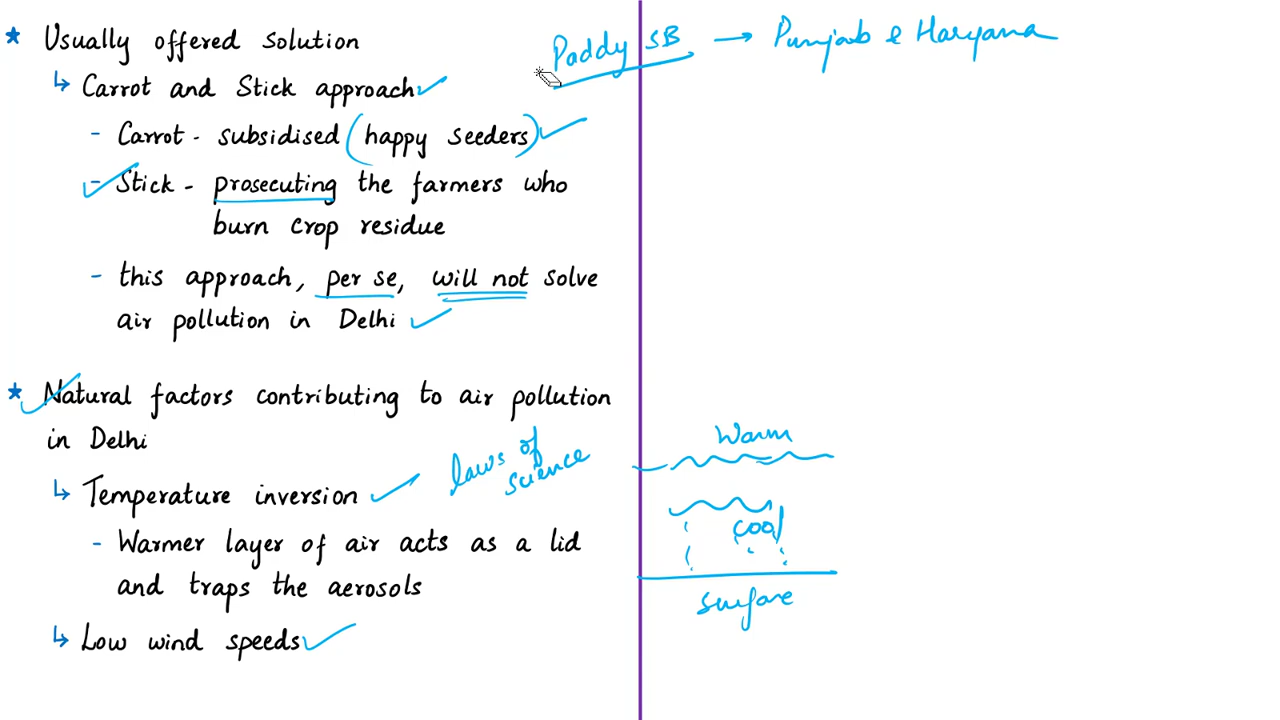 * Usually offered solution
↳ Carrot and Stick approach
- Carrot - subsidised (happy seeders)
- Stick - prosecuting the farmers who
burn crop residue
- this approach, per se, will not solve
air pollution in Delhi
* Natural factors contributing to air pollution
in Delhi
↳ Temperature inversion
laws of
science
- Warmer layer of air acts as a lid
and traps the aerosols
↳ Low wind speeds
Paddy SB → Punjab & Haryana
Warm
cool
Surface